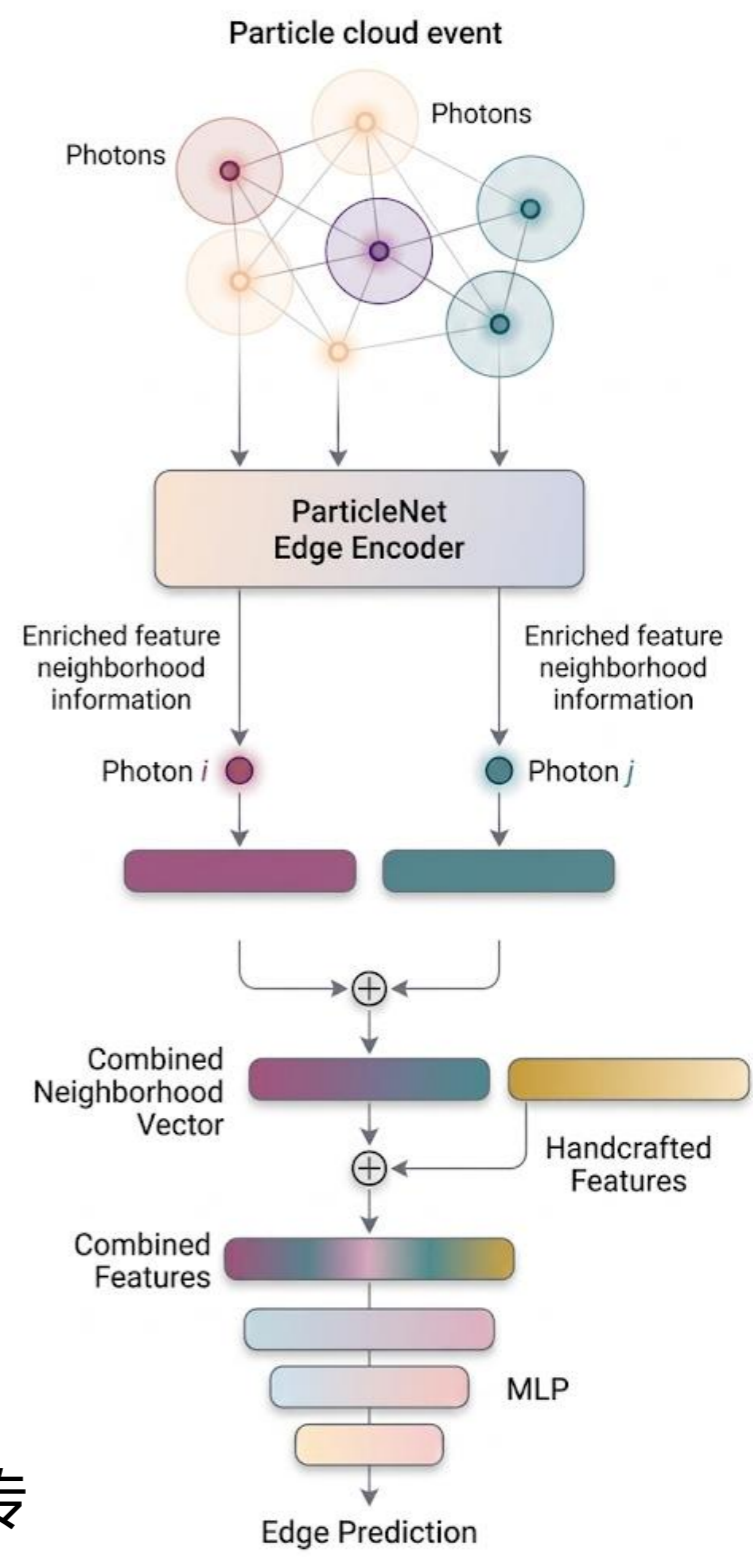 Particle cloud event
Photons
Photons
ParticleNet
Edge Encoder
Enriched feature
neighborhood
information
Enriched feature
neighborhood
information
Photon i
Photon j
Combined
Neighborhood
Vector
Handcrafted
Features
Combined
Features
MLP
Edge Prediction